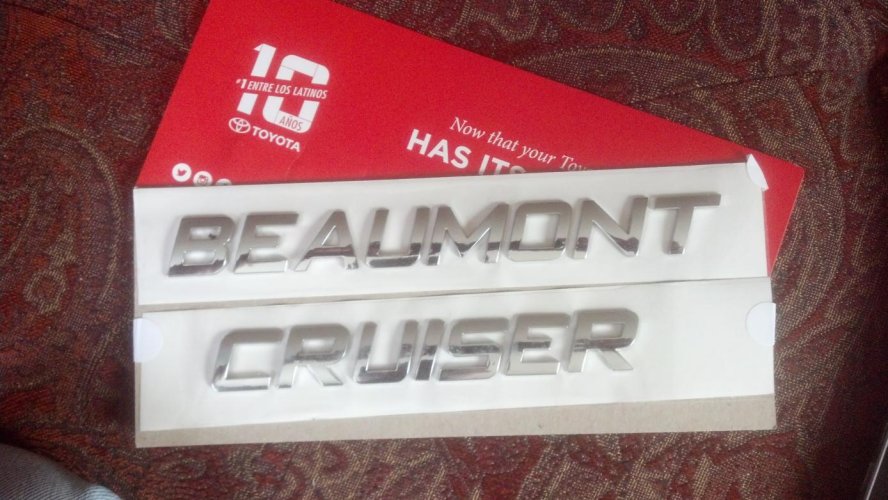 10
#1 ENTRE LOS LATINOS
AÑOS
TOYOTA
Now that your
HAS ITS
BEAUMONT
CRUISER